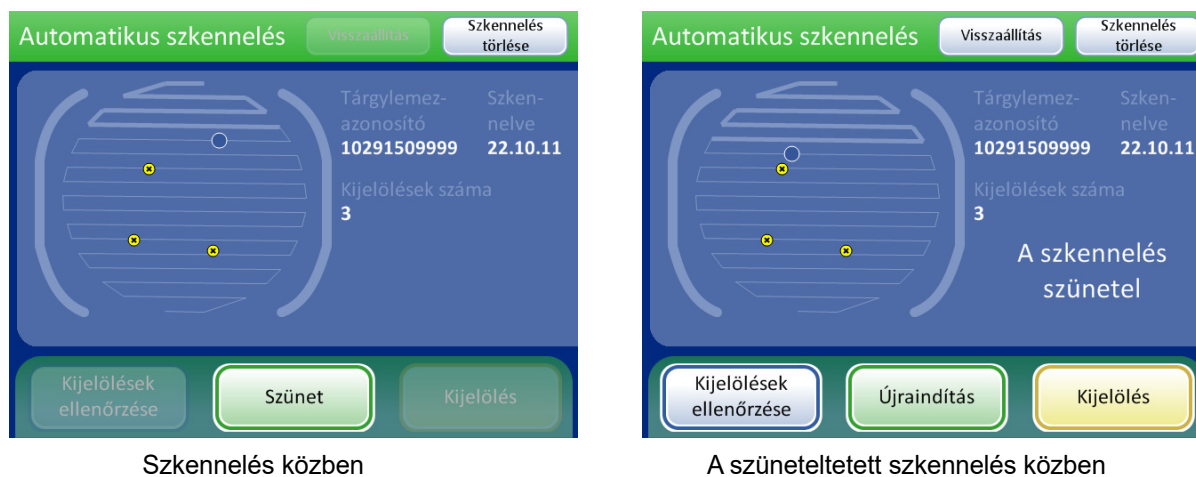 Automatikus szkennelés
Visszaállítás
Szkennelés
törlése
Tárgylemez-
azonosító
10291509999
Szken-
nelve
22.10.11
Kijelölések száma
3
Kijelölések
ellenőrzése
Szünet
Kijelölés
Szkennelés közben
Automatikus szkennelés
Visszaállítás
Szkennelés
törlése
Tárgylemez-
azonosító
10291509999
Szken-
nelve
22.10.11
Kijelölések száma
3
A szkennelés
szünetel
Kijelölések
ellenőrzése
Újraindítás
Kijelölés
A szüneteltetett szkennelés közben